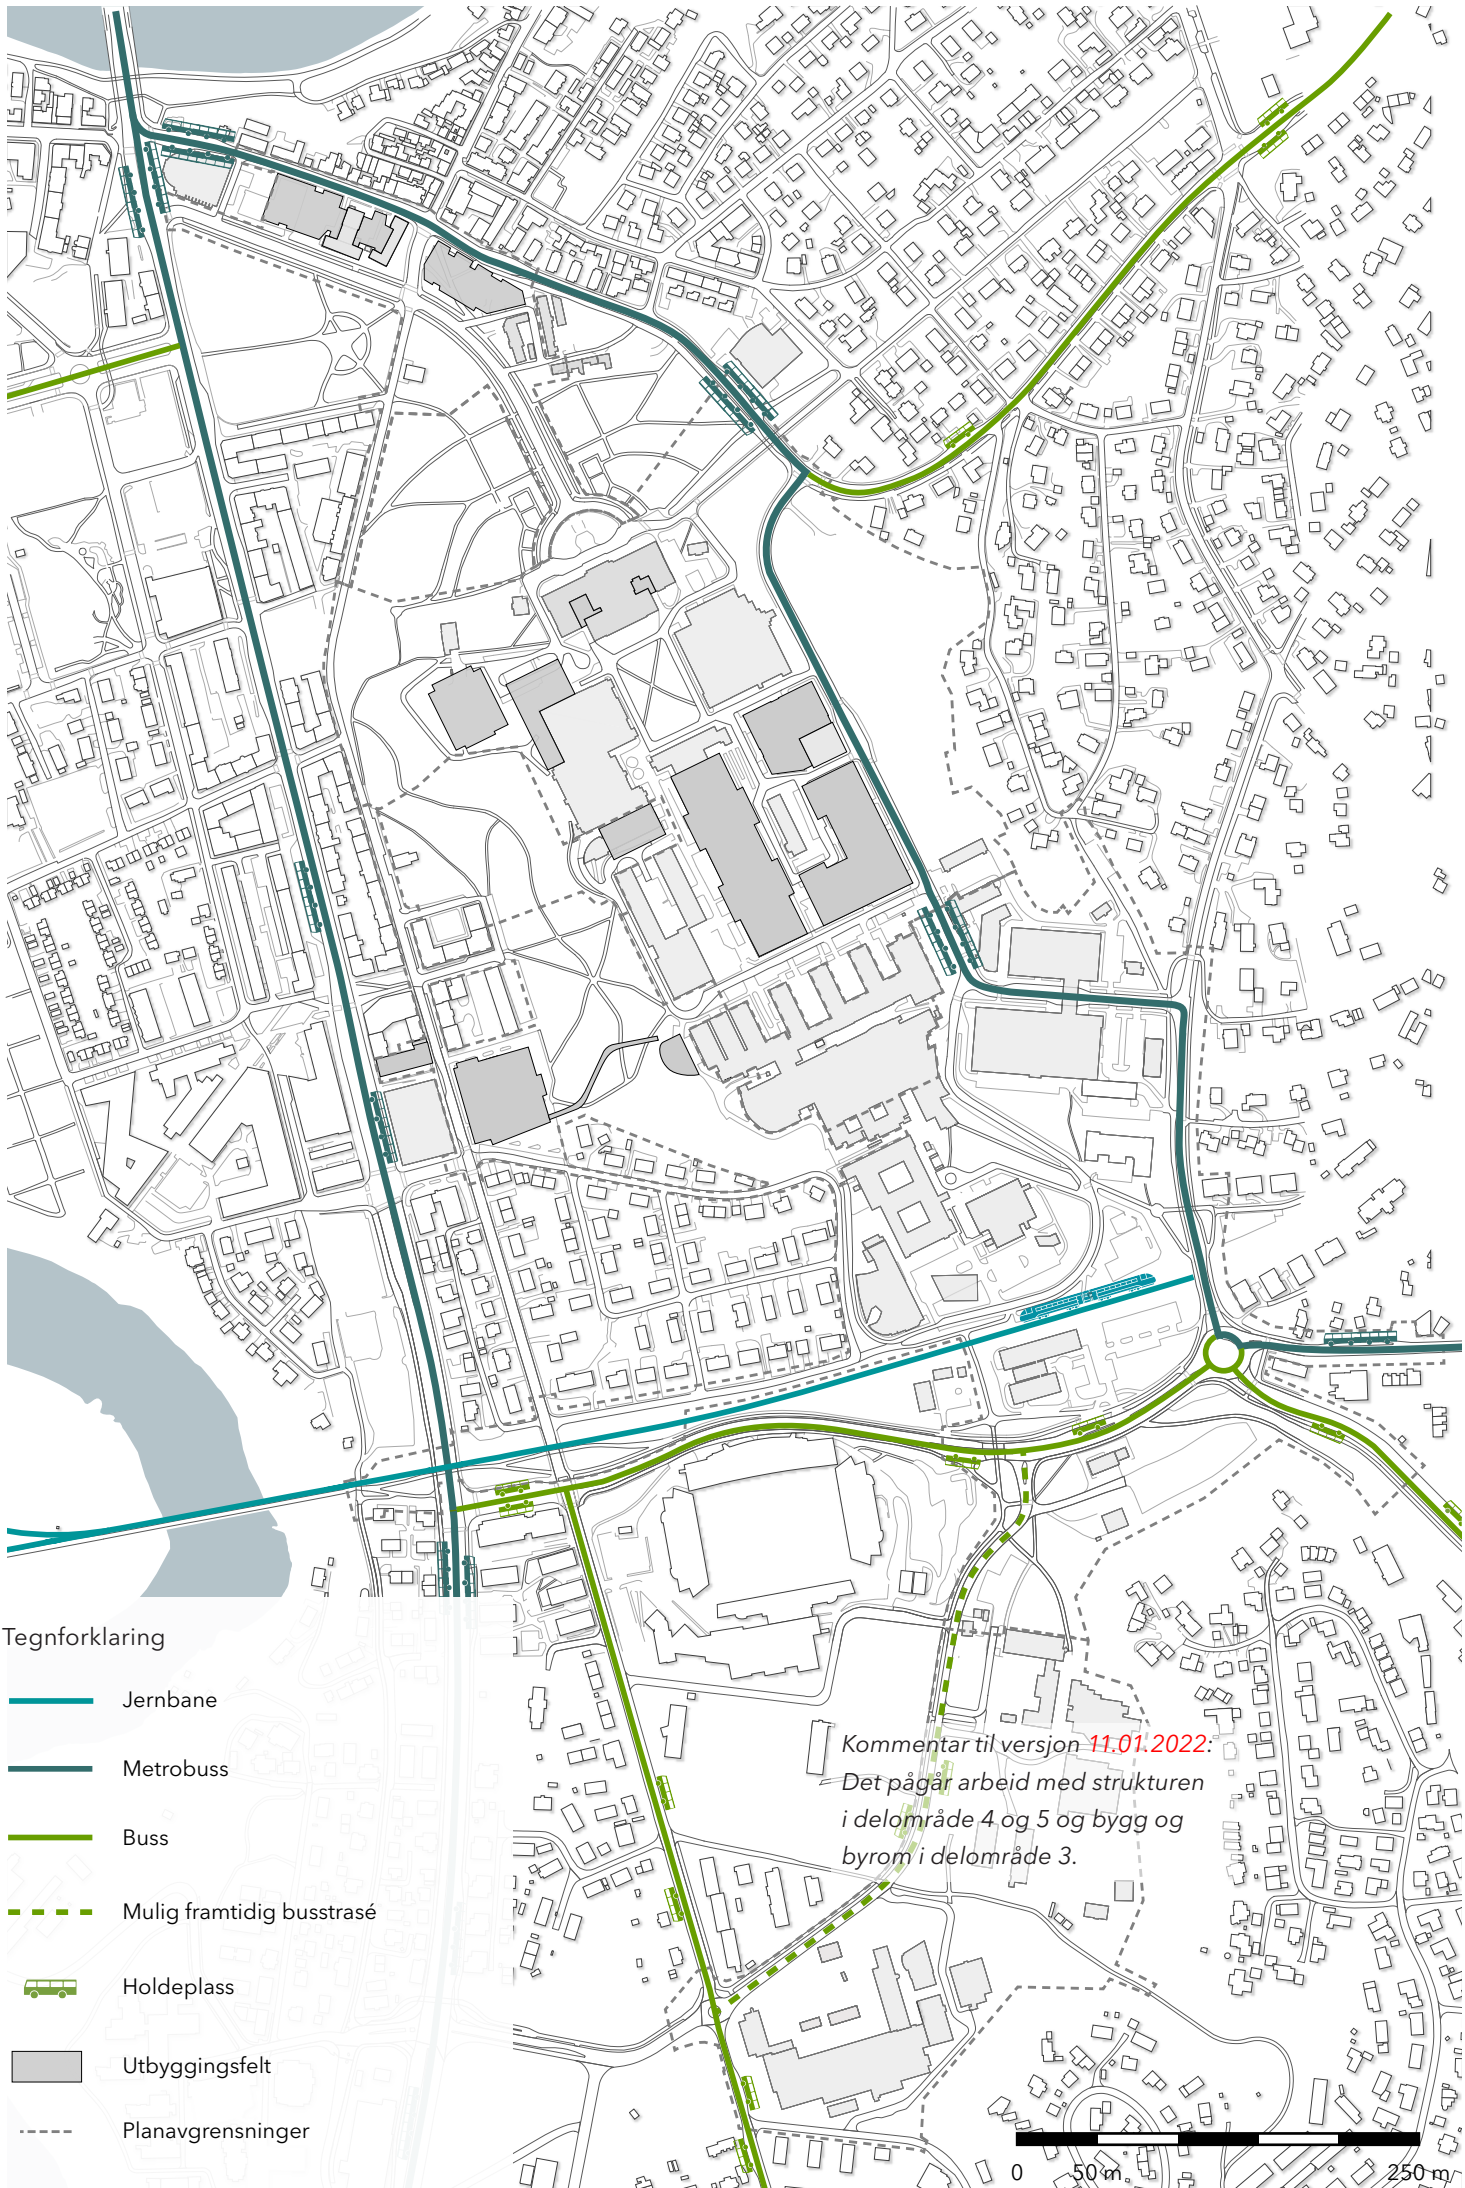 Tegnforklaring
Jernbane
Metrobuss
Buss
Mulig framtidig busstrasé
Holdeplass
Utbyggingsfelt
Planavgrensninger
Kommentar til versjon 11.01.2022:
Det pågår arbeid med strukturen
i delområde 4 og 5 og bygg og
byrom i delområde 3.
0 50 m 250 m